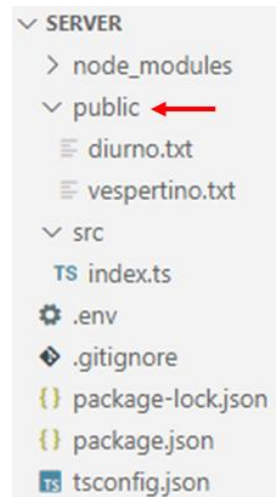 SERVER
node_modules
public
diurno.txt
vespertino.txt
src
TS index.ts
.env
.gitignore
{} package-lock.json
{} package.json
TS tsconfig.json